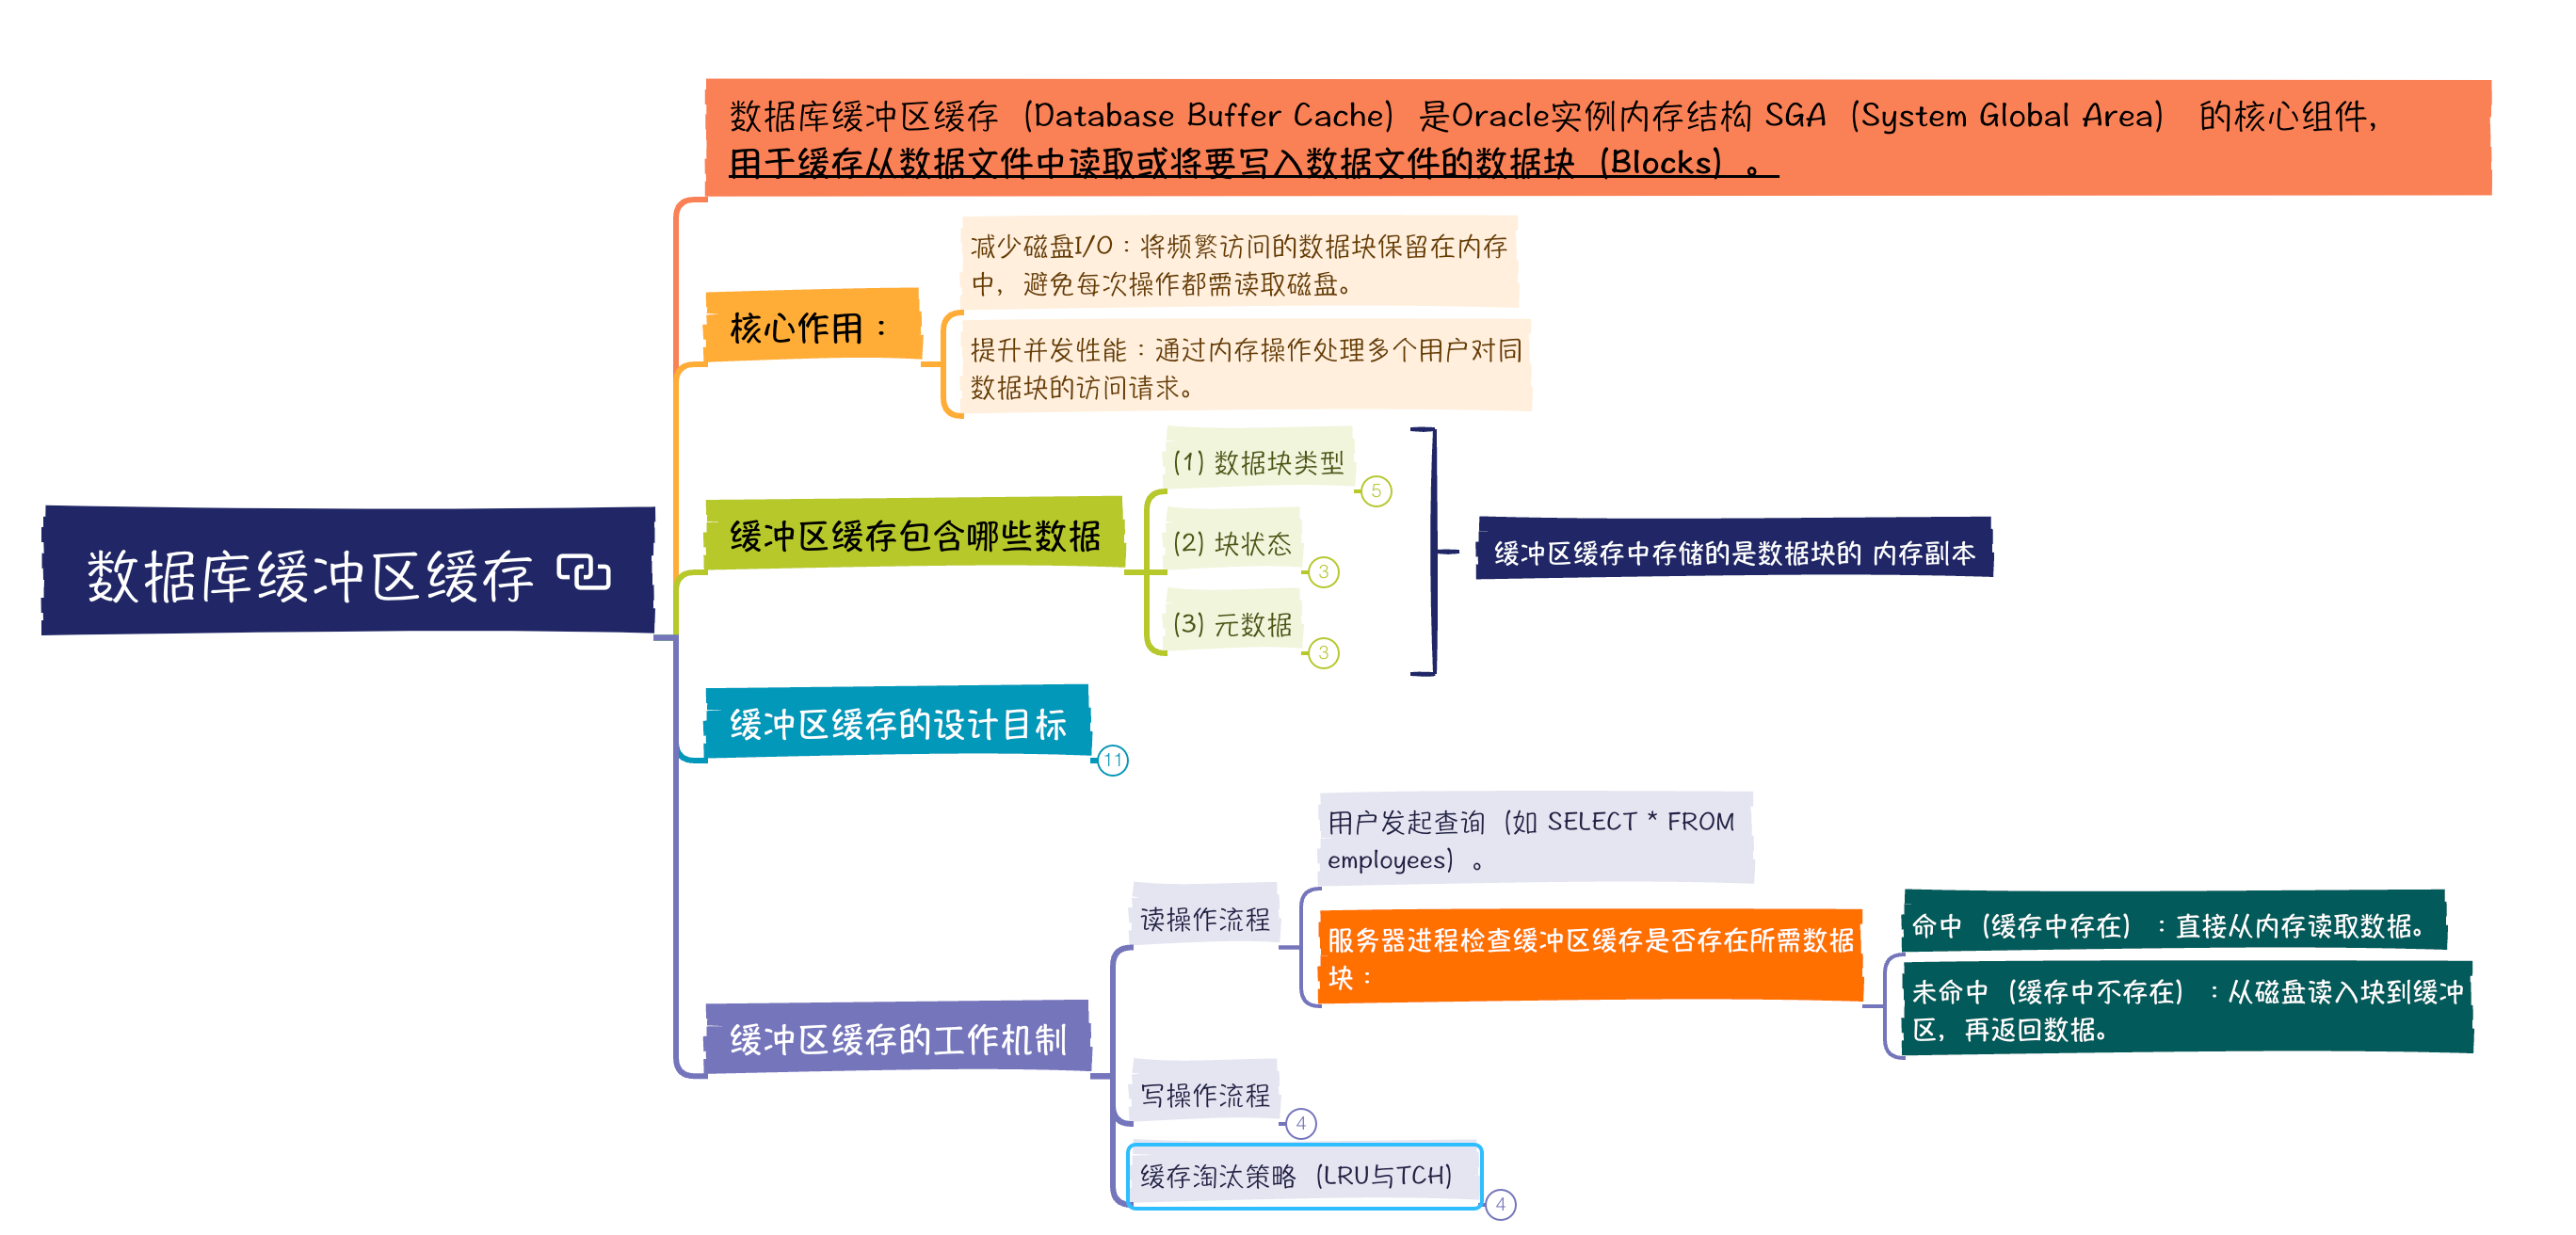 数据库缓冲区缓存（Database Buffer Cache）是Oracle实例内存结构 SGA（System Global Area） 的核心组件，
用于缓存从数据文件中读取或将要写入数据文件的数据块（Blocks）。
减少磁盘I/O：将频繁访问的数据块保留在内存
中，避免每次操作都需读取磁盘。
核心作用：
提升并发性能：通过内存操作处理多个用户对同
数据块的访问请求。
(1) 数据块类型
5
缓冲区缓存包含哪些数据
(2) 块状态
3
(3) 元数据
3
缓冲区缓存中存储的是数据块的 内存副本
数据库缓冲区缓存
缓冲区缓存的设计目标
11
用户发起查询（如 SELECT * FROM
employees）。
读操作流程
服务器进程检查缓冲区缓存是否存在所需数据
块：
命中（缓存中存在）：直接从内存读取数据。
未命中（缓存中不存在）：从磁盘读入块到缓冲
区，再返回数据。
缓冲区缓存的工作机制
写操作流程
4
缓存淘汰策略（LRU与TCH）
4